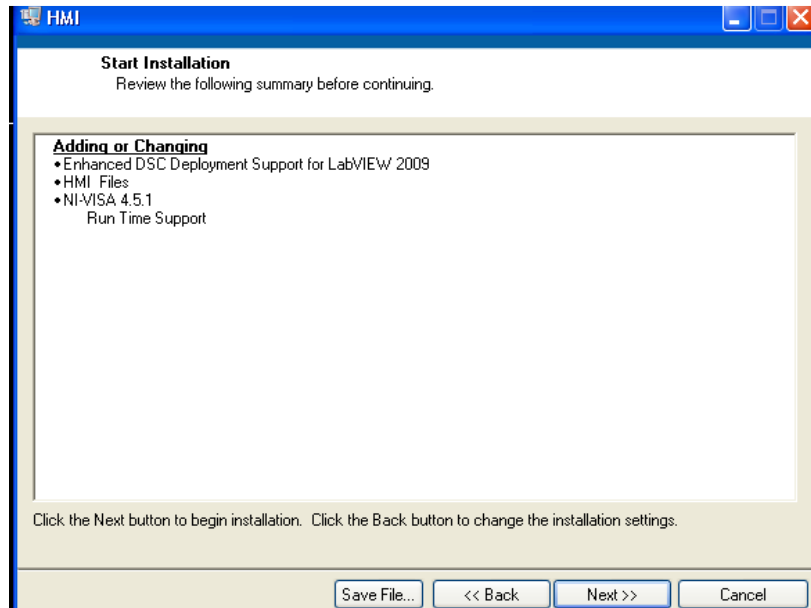 HMI
Start Installation
Review the following summary before continuing.
Adding or Changing
•Enhanced DSC Deployment Support for LabVIEW 2009
•HMI Files
•NI-VISA 4.5.1
Run Time Support
Click the Next button to begin installation. Click the Back button to change the installation settings.
Save File... << Back Next >> Cancel